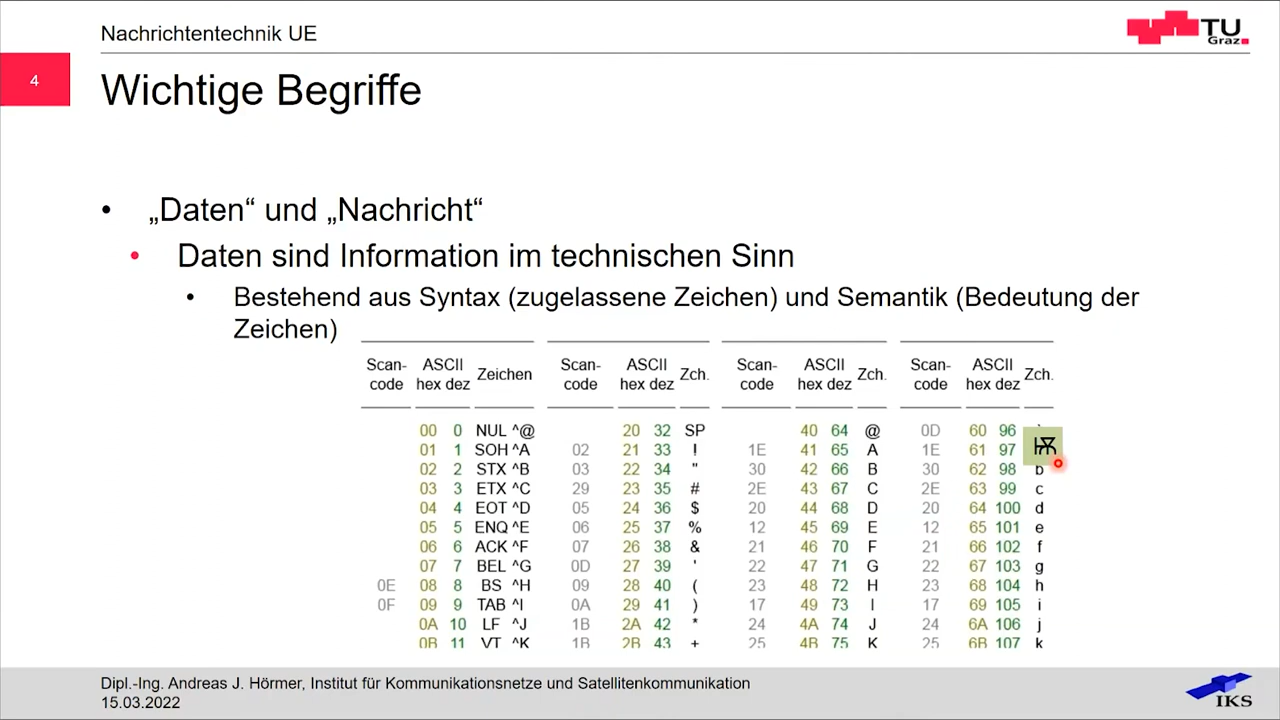 Nachrichtentechnik UE
TU
Graz
4
Wichtige Begriffe
• „Daten“ und „Nachricht“
• Daten sind Information im technischen Sinn
• Bestehend aus Syntax (zugelassene Zeichen) und Semantik (Bedeutung der
Zeichen)
Scan- ASCII Scan- ASCII Scan- ASCII Scan- ASCII
code hex dez Zeichen code hex dez Zch. code hex dez Zch. code hex dez Zch.
00 0 NUL ^@ 20 32 SP 40 64 @ 0D 60 96 `
01 1 SOH ^A 02 21 33 ! 1E 41 65 A 1E 61 97 Ѭ
02 2 STX ^B 03 22 34 " 30 42 66 B 30 62 98 b
03 3 ETX ^C 29 23 35 # 2E 43 67 C 2E 63 99 c
04 4 EOT ^D 05 24 36 $ 20 44 68 D 20 64 100 d
05 5 ENQ ^E 06 25 37 % 12 45 69 E 12 65 101 e
06 6 ACK ^F 07 26 38 & 21 46 70 F 21 66 102 f
07 7 BEL ^G 0D 27 39 ' 22 47 71 G 22 67 103 g
0E 08 8 BS ^H 09 28 40 ( 23 48 72 H 23 68 104 h
0F 09 9 TAB ^I 0A 29 41 ) 17 49 73 I 17 69 105 i
0A 10 LF ^J 1B 2A 42 * 24 4A 74 J 24 6A 106 j
0B 11 VT ^K 1B 2B 43 + 25 4B 75 K 25 6B 107 k
Dipl.-Ing. Andreas J. Hörmer, Institut für Kommunikationsnetze und Satellitenkommunikation
15.03.2022
IKS